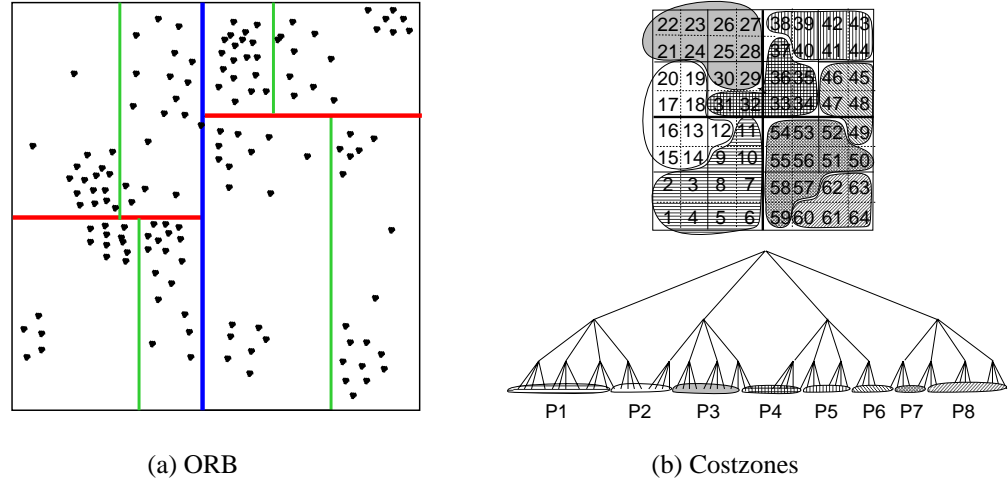 22 23 26 27 38 39 42 43
21 24 25 28 37 40 41 44
20 19 30 29 36 35 46 45
17 18 31 32 33 34 47 48
16 13 12 11 54 53 52 49
15 14 9 10 55 56 51 50
2 3 8 7 58 57 62 63
1 4 5 6 59 60 61 64
P1 P2 P3 P4 P5 P6 P7 P8
(a) ORB (b) Costzones